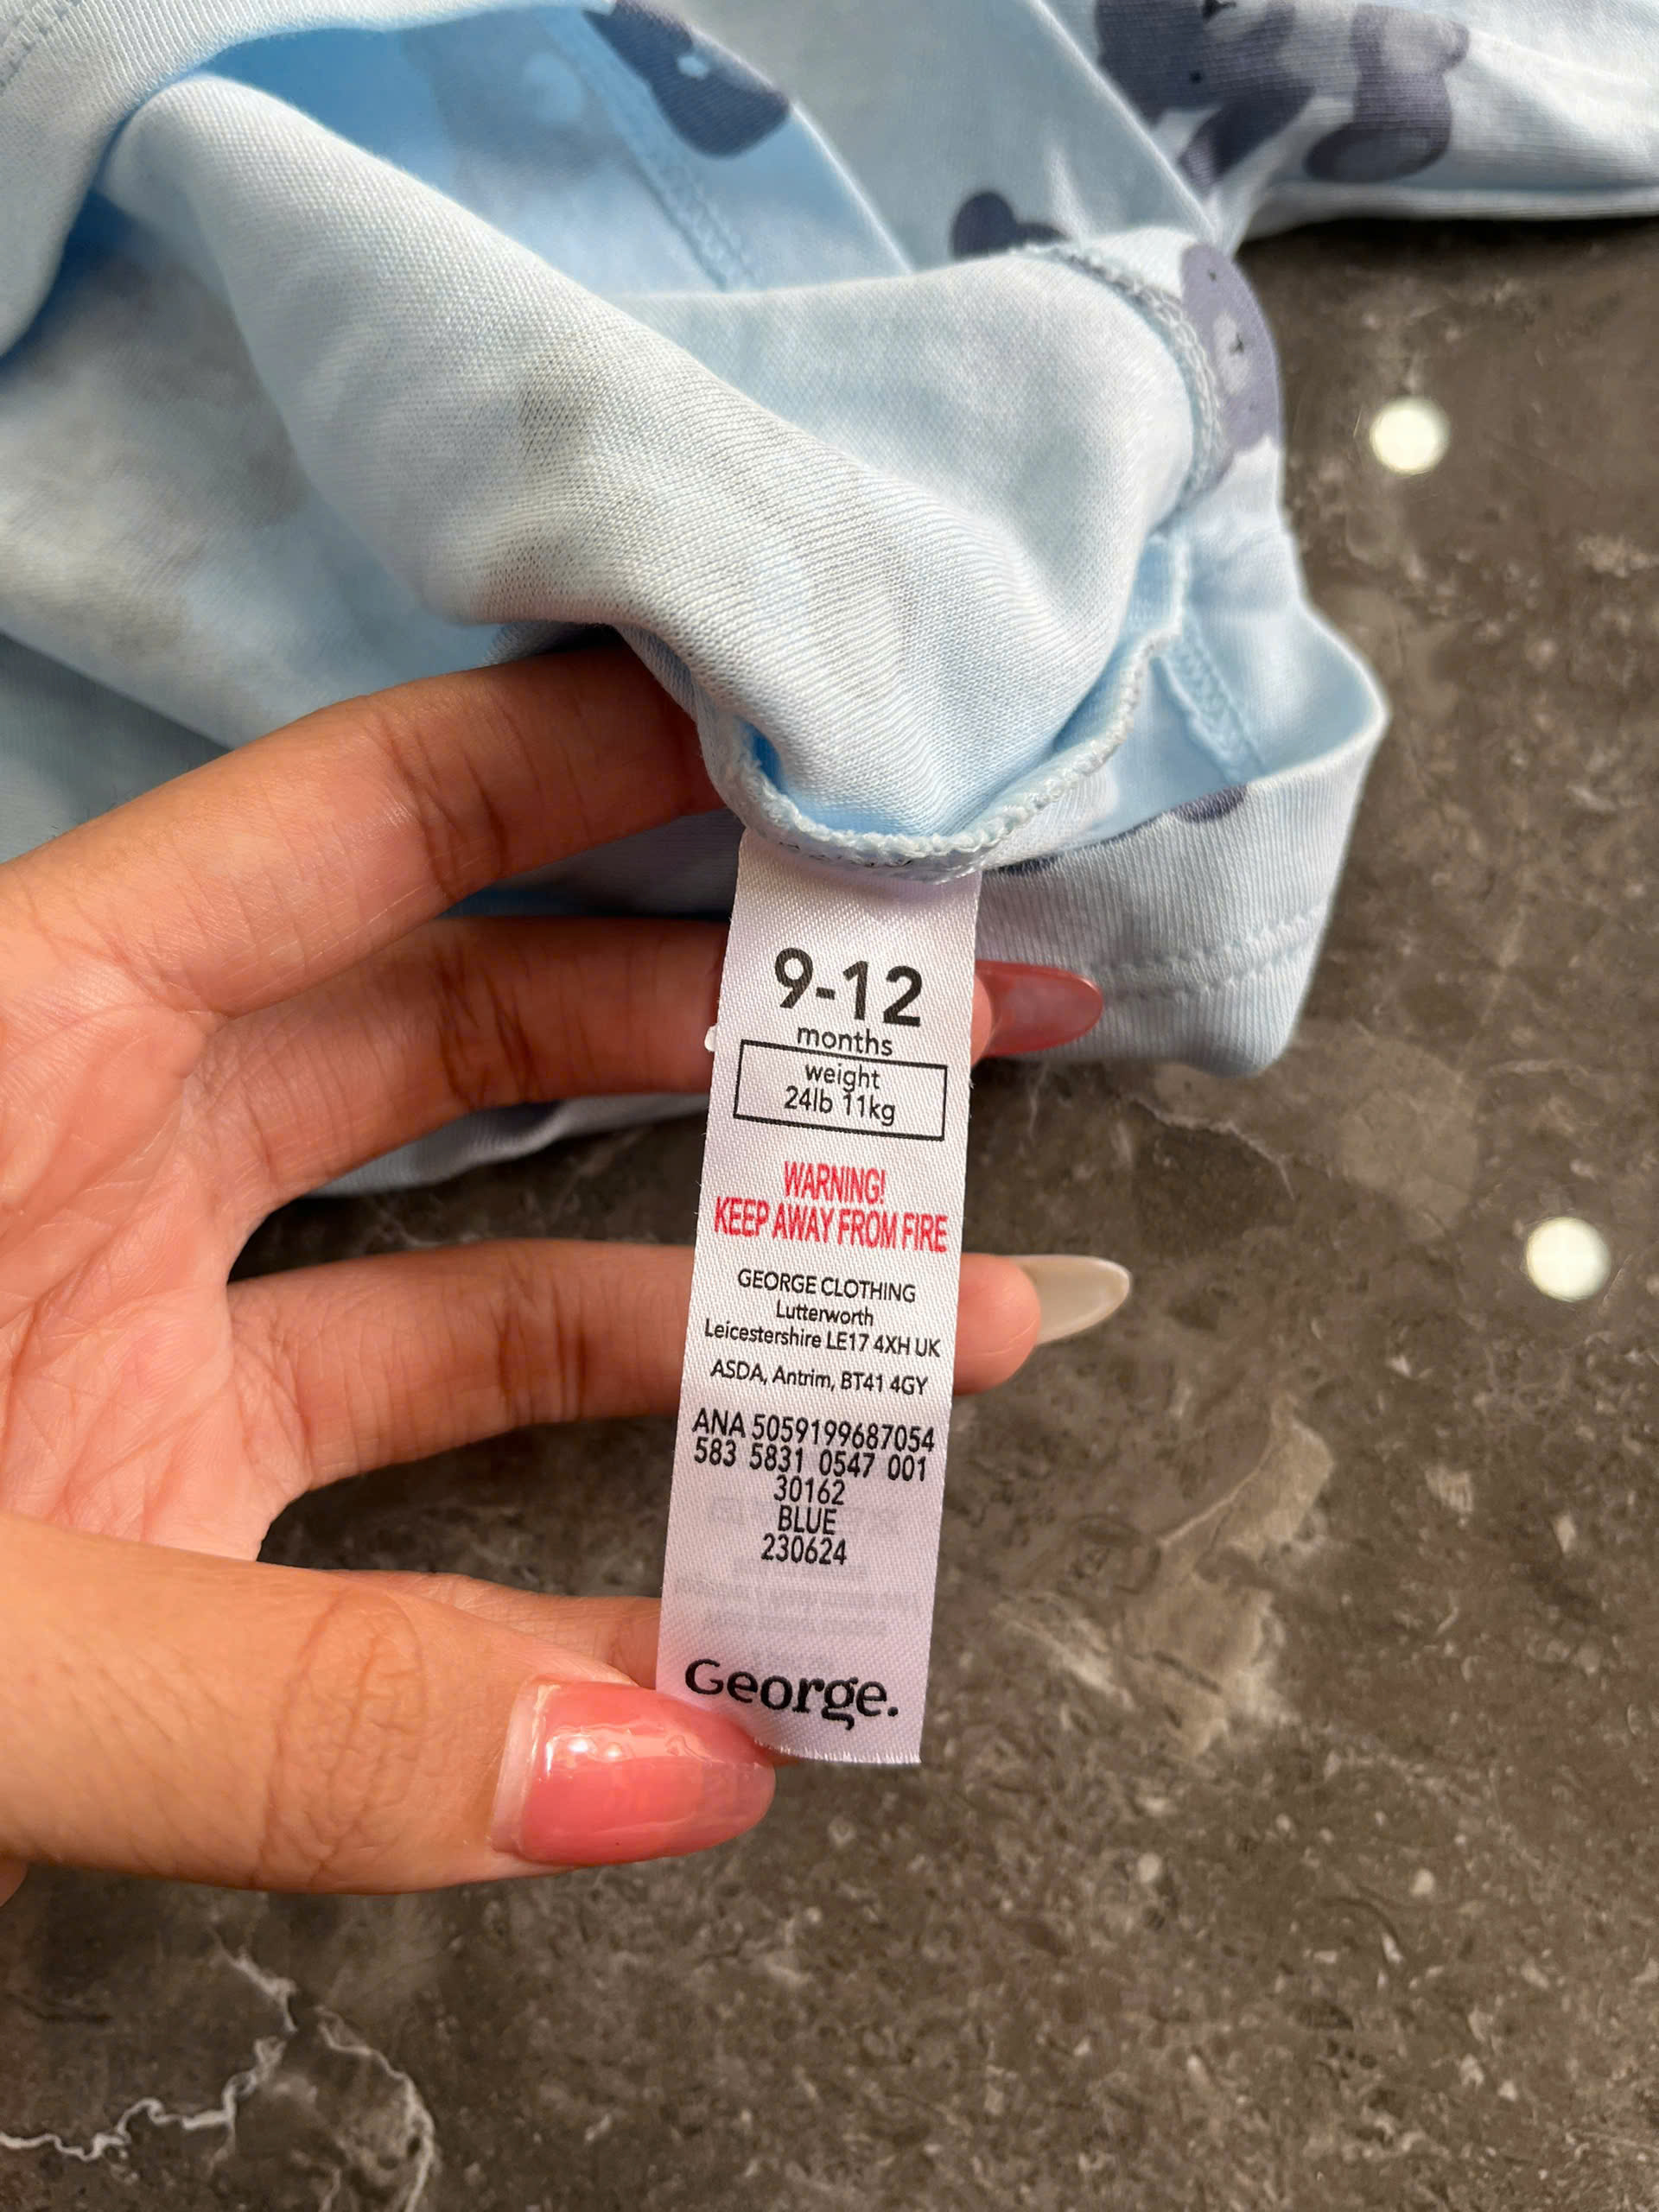 9-12
months
weight
24lb 11kg
WARNING!
KEEP AWAY FROM FIRE
GEORGE CLOTHING
Lutterworth
Leicestershire LE17 4XH UK
ASDA, Antrim, BT41 4GY
ANA 5059199687054
583 5831 0547 001
30162
BLUE
230624
George.